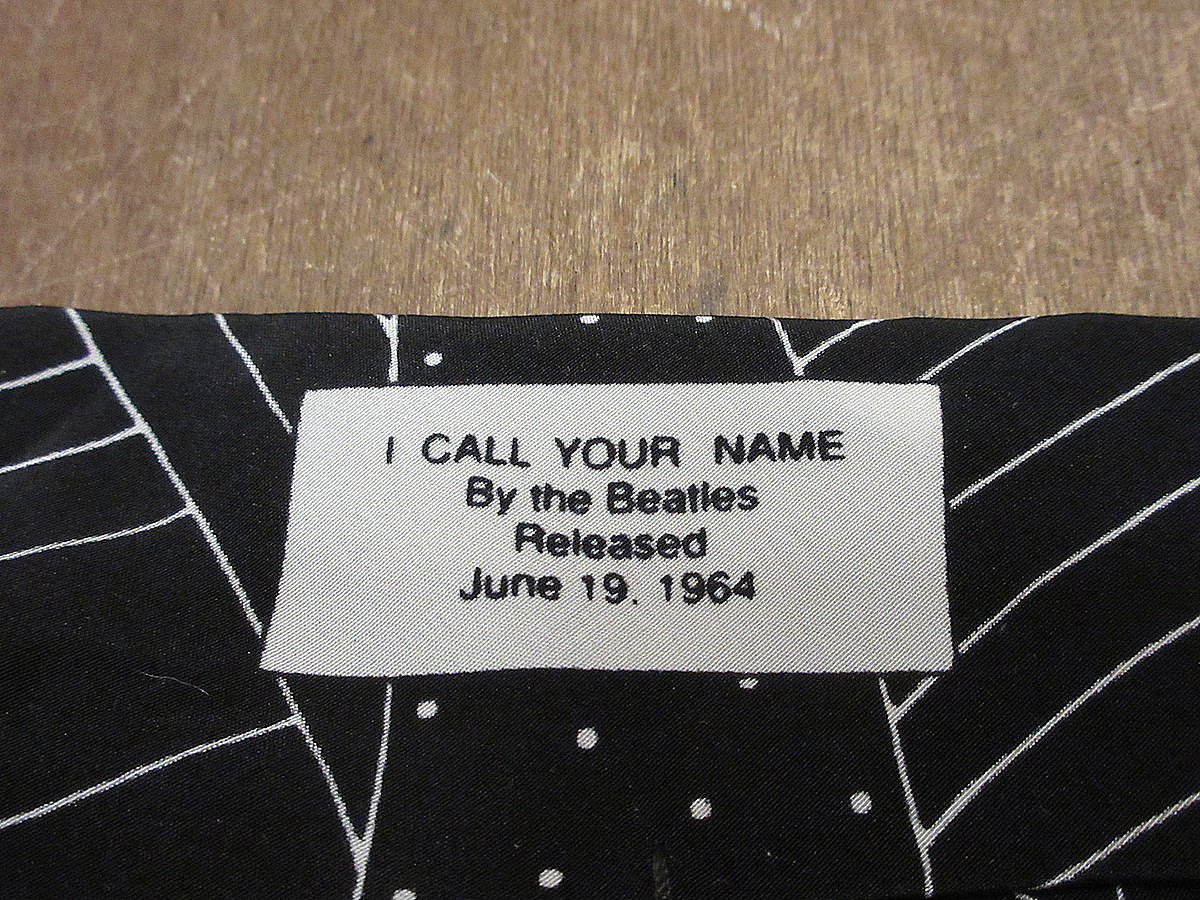 I CALL YOUR NAME
By the Beatles
Released
June 19, 1964